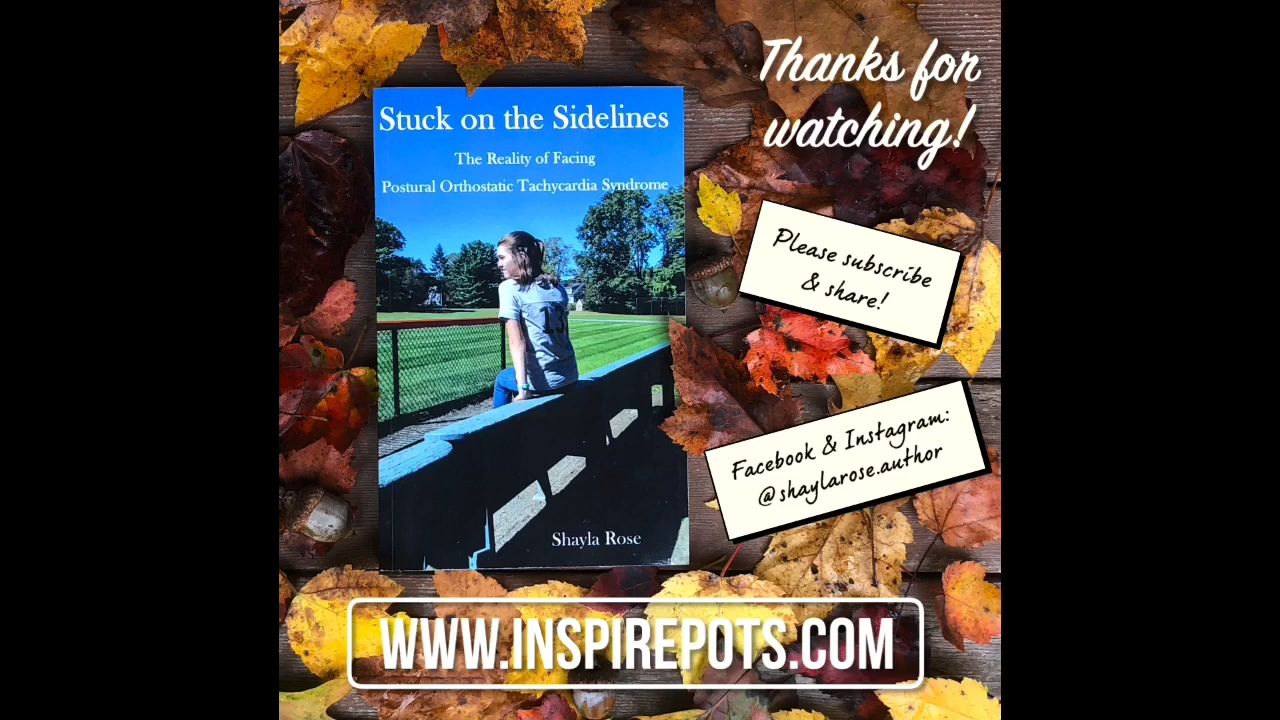 Thanks for
watching!
Stuck on the Sidelines
The Reality of Facing
Postural Orthostatic Tachycardia Syndrome
13
Shayla Rose
Please subscribe
& share!
Facebook & Instagram:
@shaylarose.author
WWW.INSPIREPOTS.COM